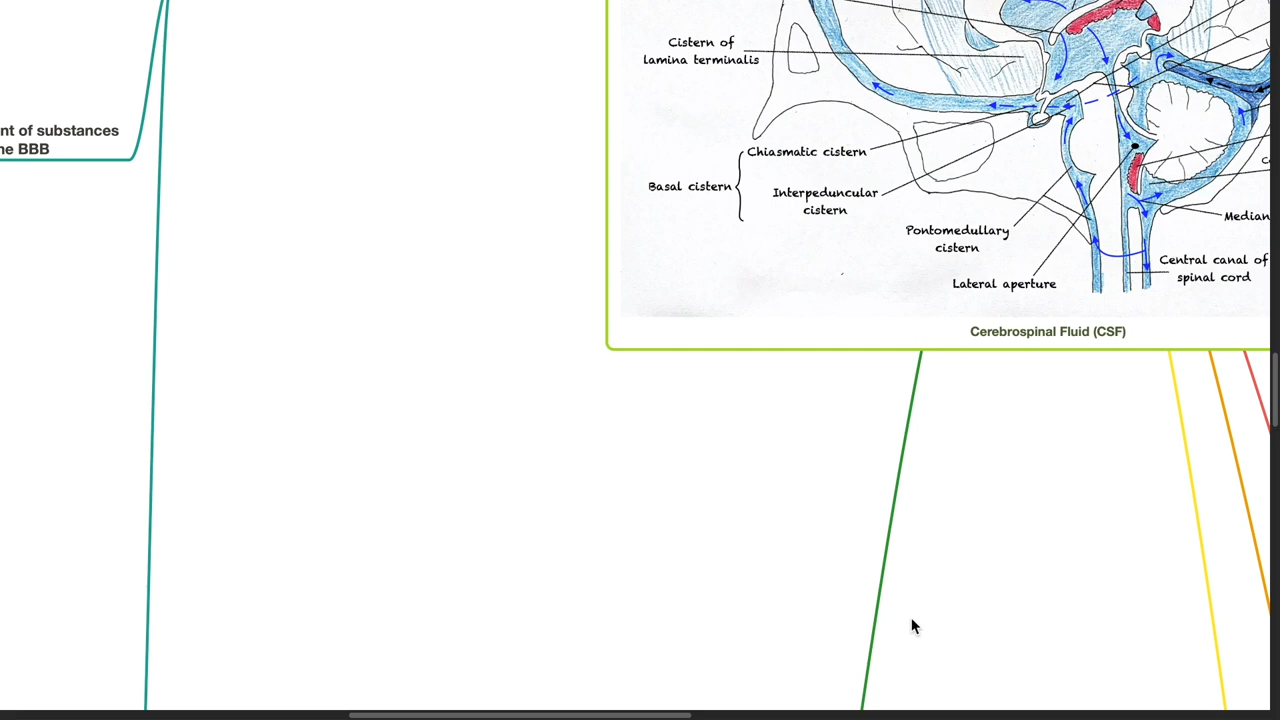 nt of substances
ne BBB
Cistern of
lamina terminalis
Chiasmatic cistern
Basal cistern
Interpeduncular
cistern
Pontomedullary
cistern
Lateral aperture
Median
Central canal of
spinal cord
Cerebrospinal Fluid (CSF)